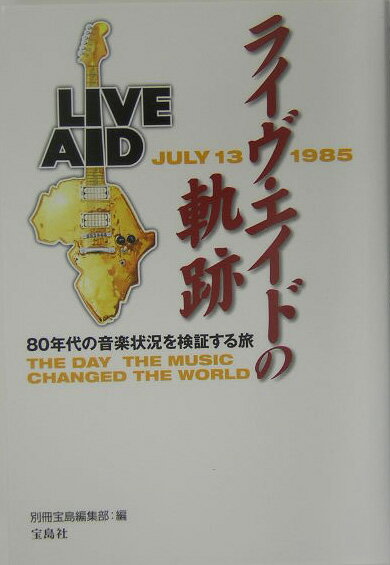 LIVE
AID
JULY 13 1985
ライヴ・エイドの
軌跡
80年代の音楽状況を検証する旅
THE DAY THE MUSIC
CHANGED THE WORLD
別冊宝島編集部:編
宝島社